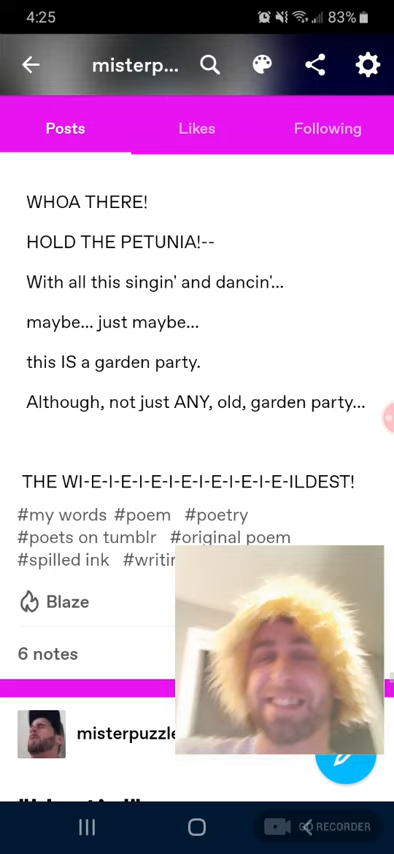 4:25
83%
misterp...
Posts
Likes
Following
WHOA THERE!
HOLD THE PETUNIA!--
With all this singin' and dancin'...
maybe... just maybe...
this IS a garden party.
Although, not just ANY, old, garden party...
THE WI-E-I-E-I-E-I-E-I-E-I-E-I-E-ILDEST!
#my words #poem #poetry
#poets on tumblr #original poem
#spilled ink
Blaze
6 notes
misterpuzzle
GO RECORDER